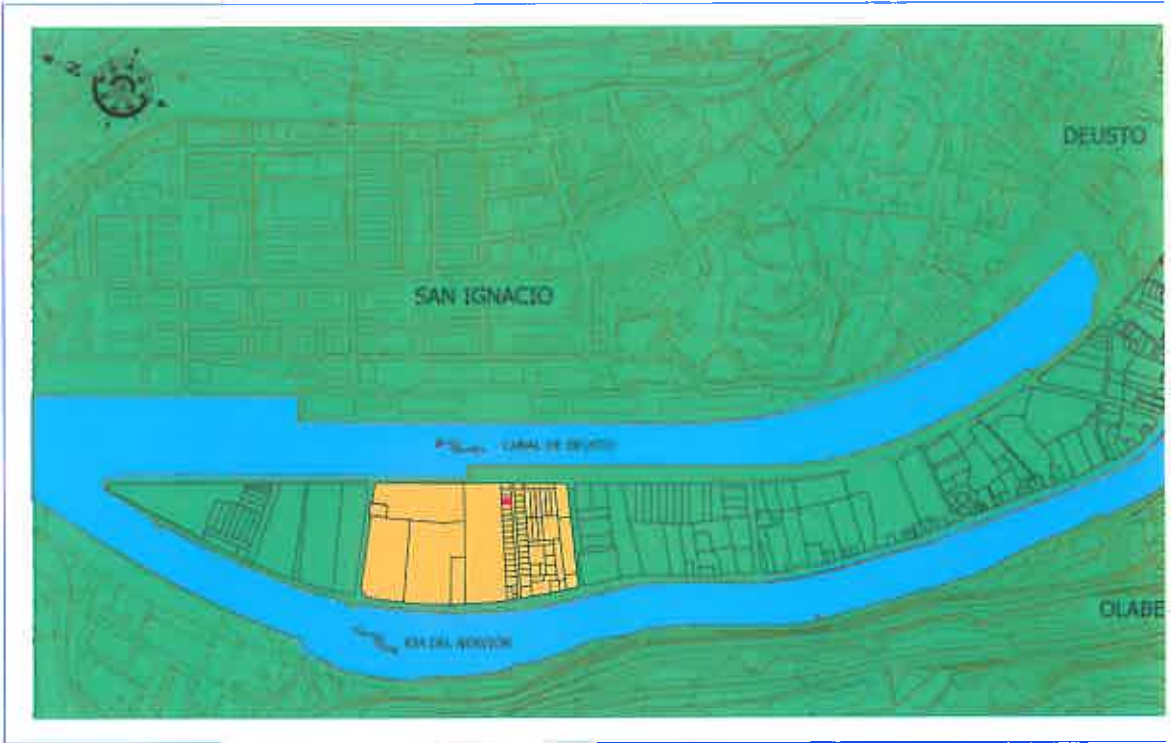 N
DEUSTO
SAN IGNACIO
CANAL DE DEUSTO
OLABE
RIA DEL NERVION